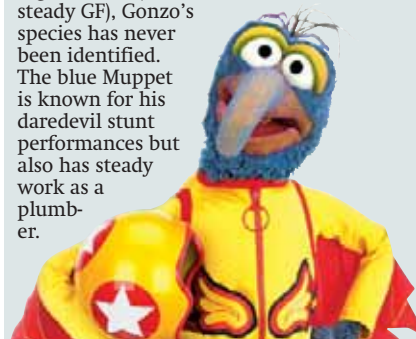 steady GF), Gonzo's
species has never
been identified.
The blue Muppet
is known for his
daredevil stunt
performances but
also has steady
work as a
plumb-
er.